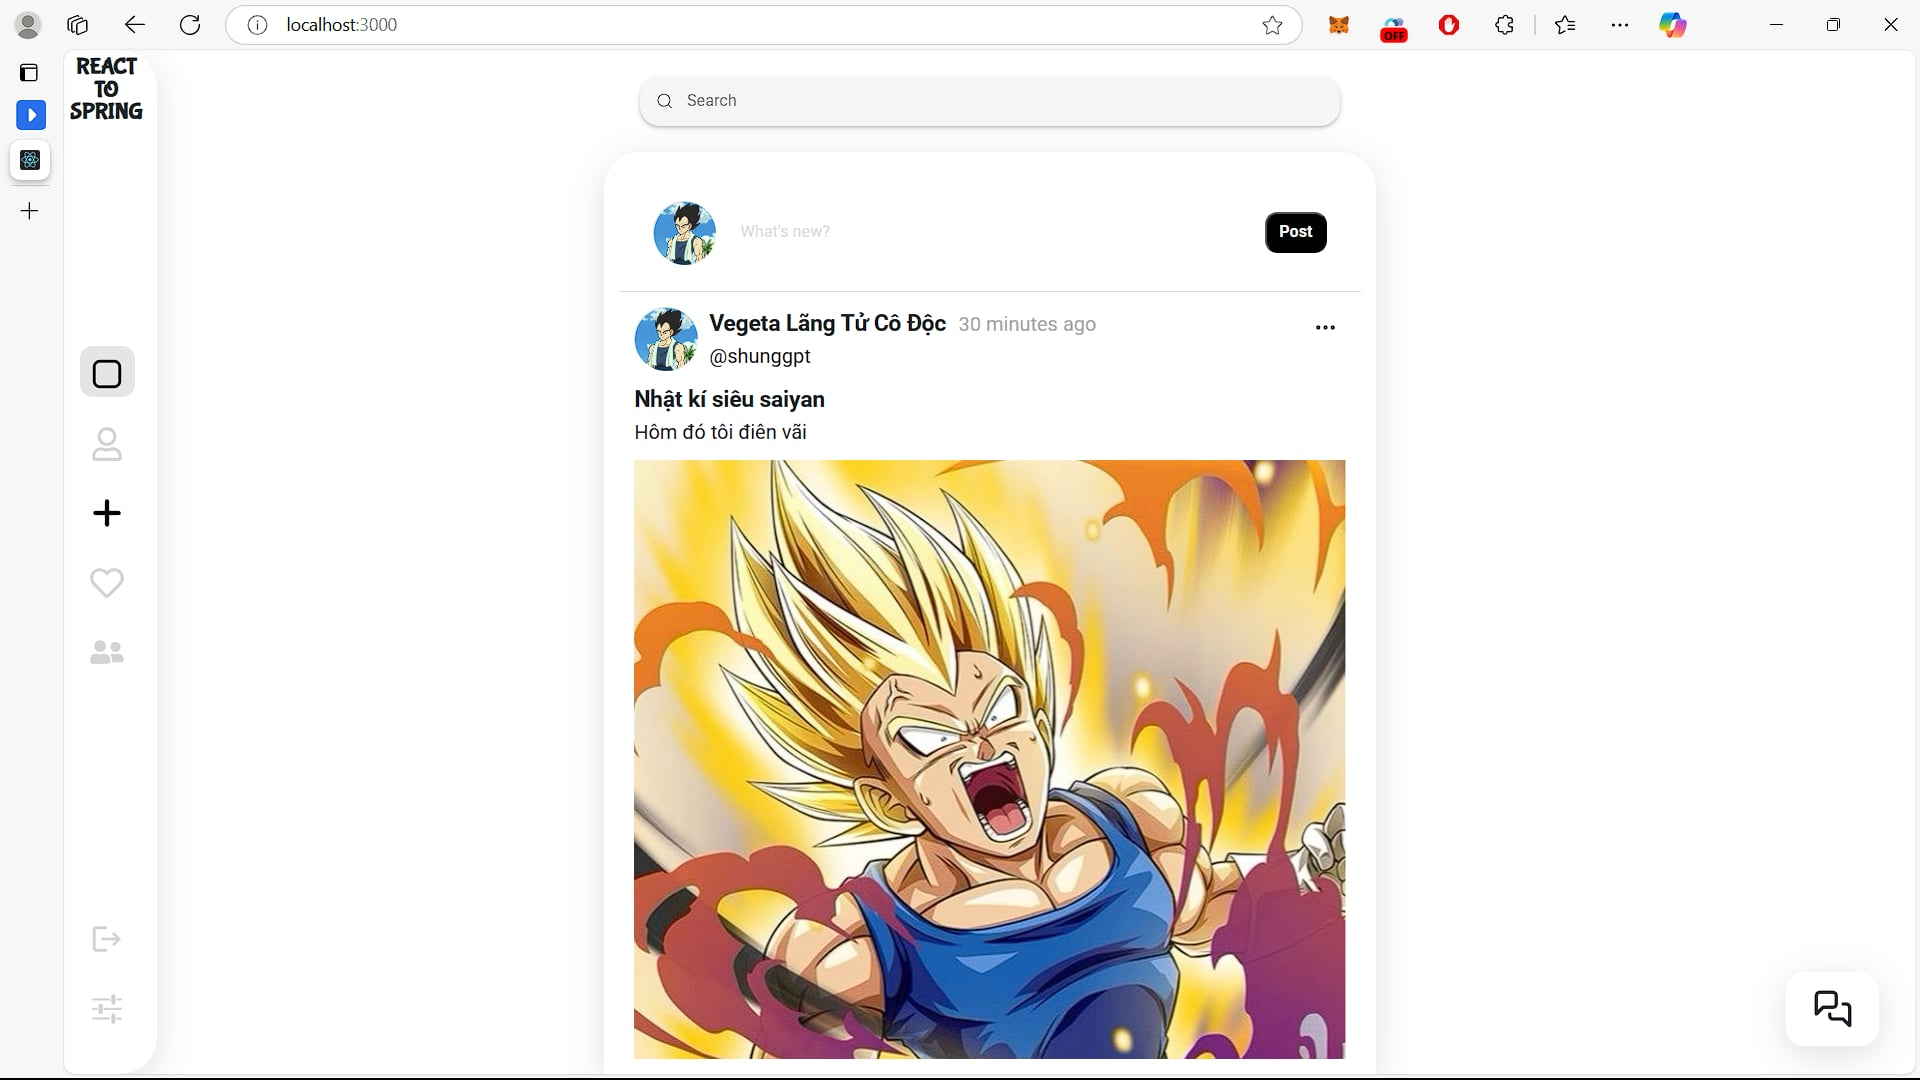 localhost:3000
OFF
REACT
TO
SPRING
Search
What's new?
Post
Vegeta Lãng Tử Cô Độc 30 minutes ago
@shunggpt
Nhật kí siêu saiyan
Hôm đó tôi điên vãi